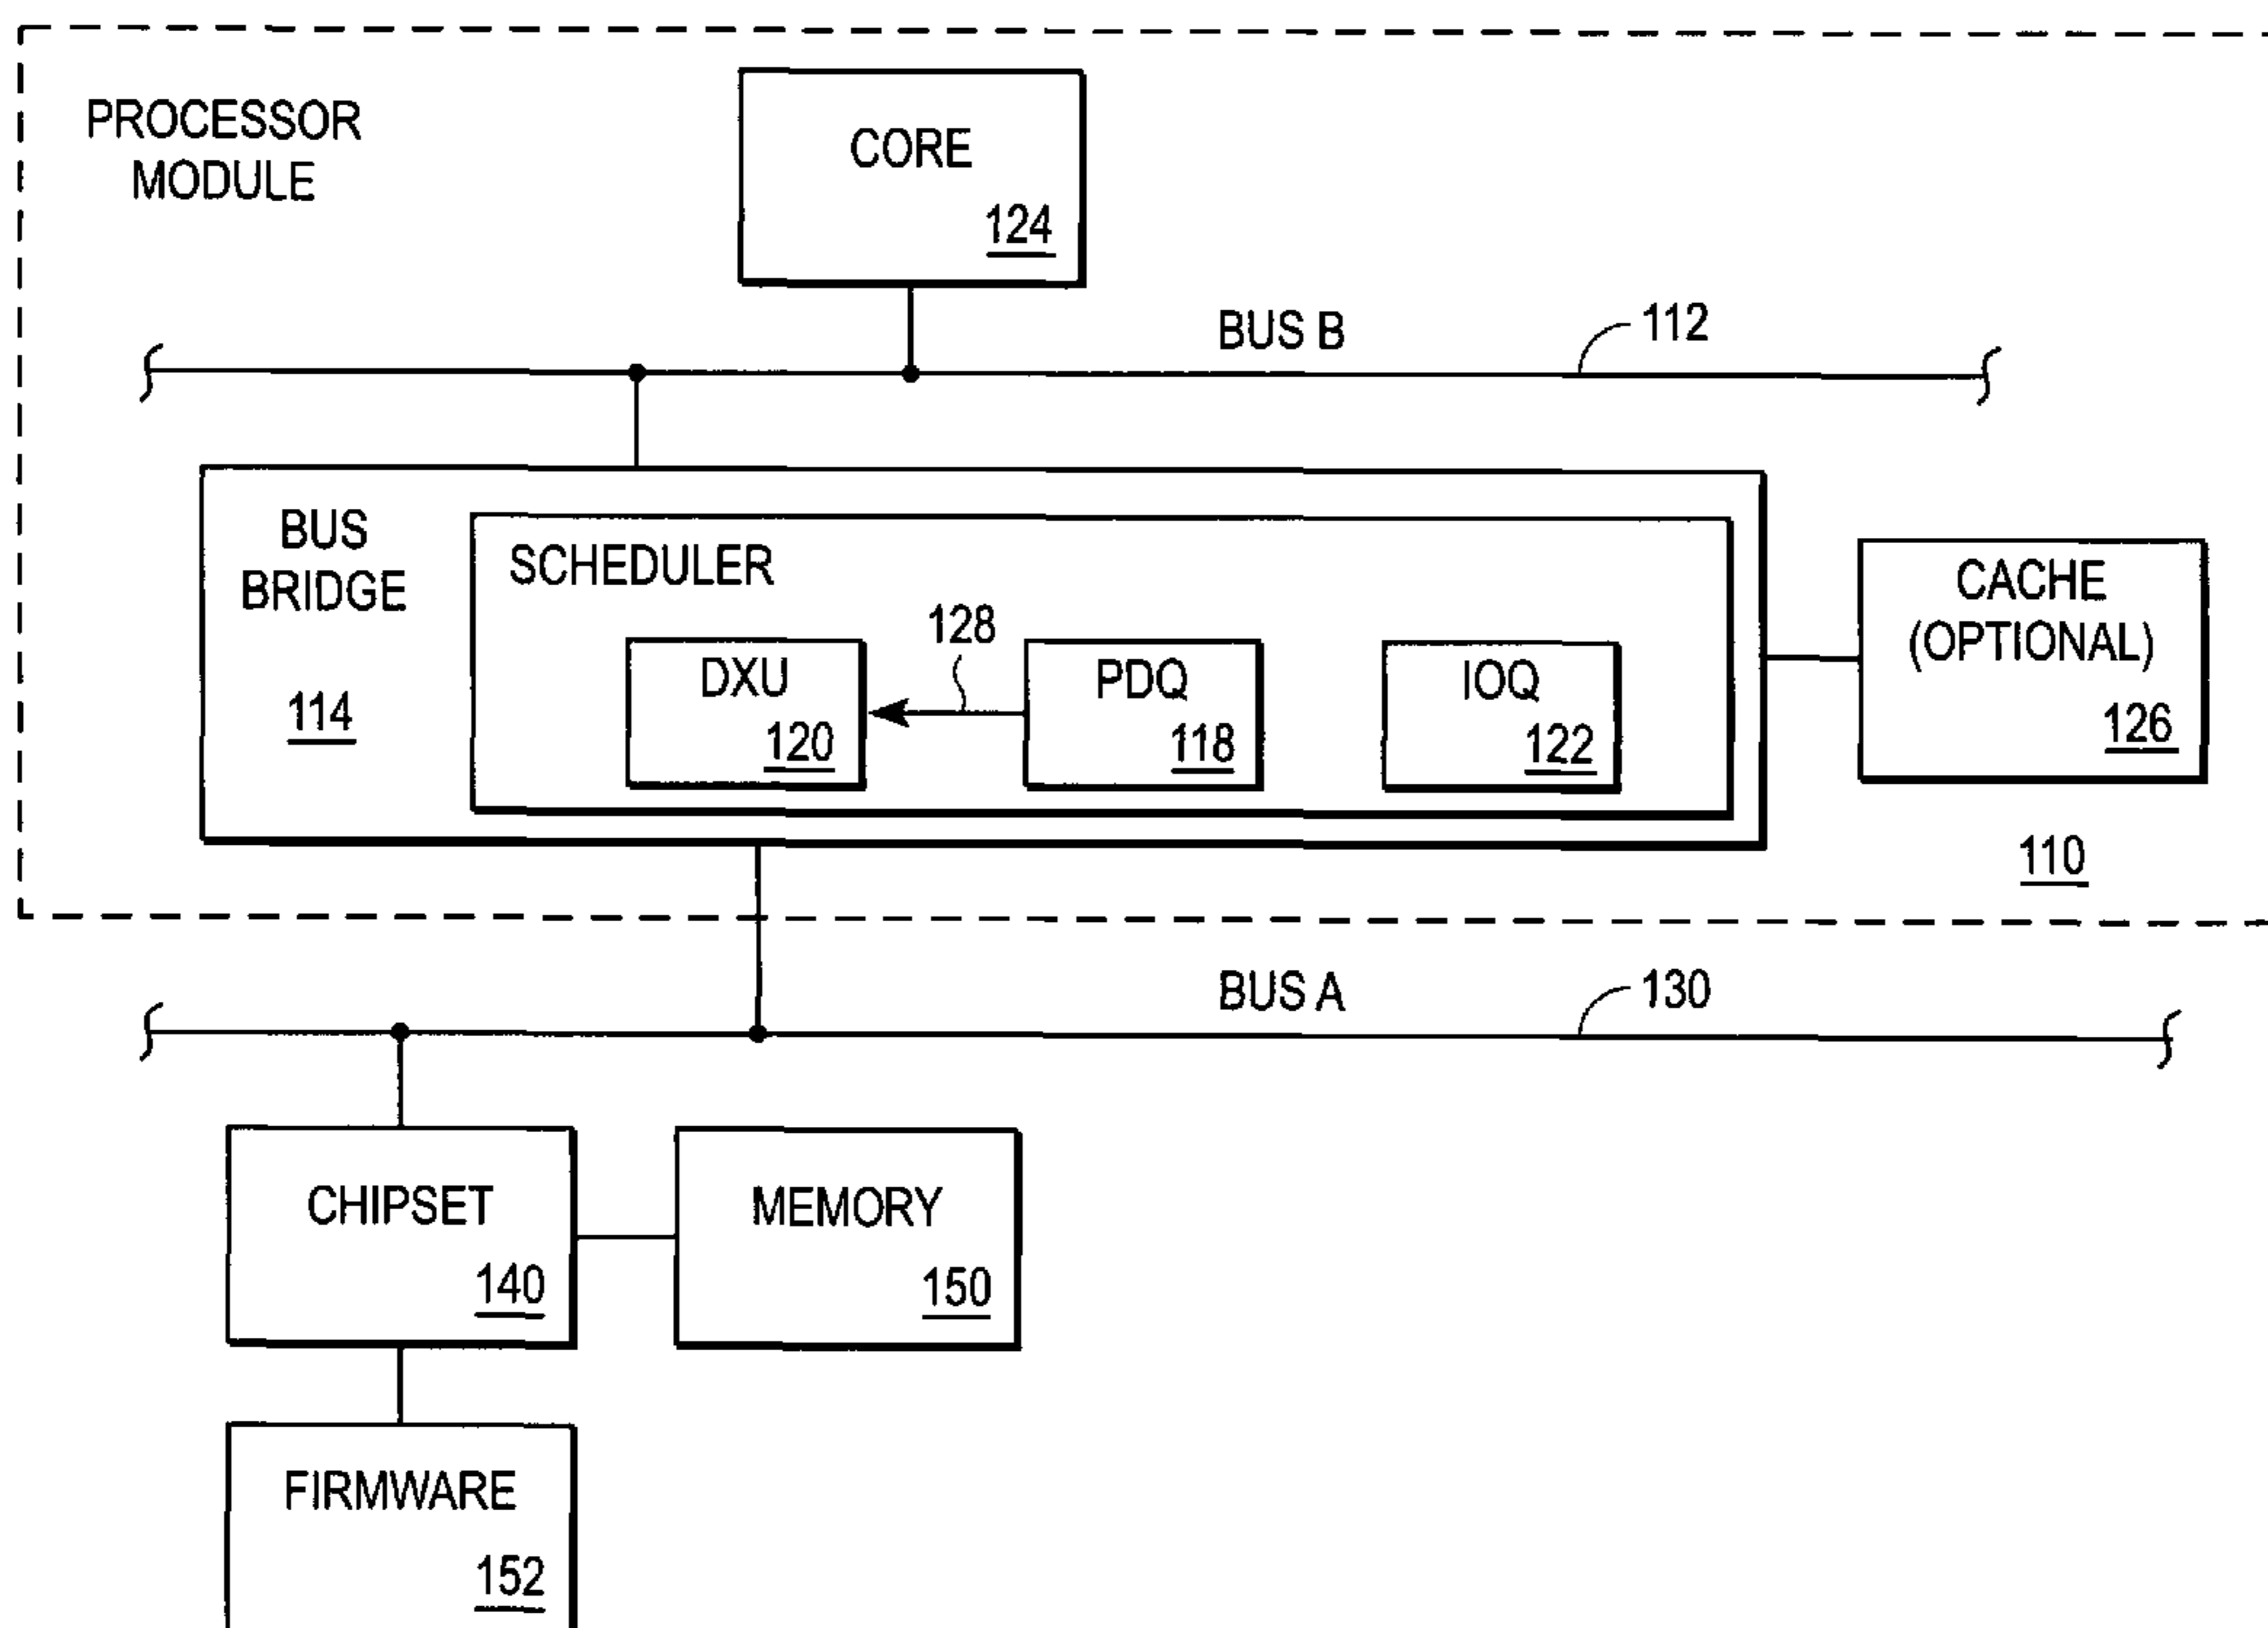 PROCESSOR
MODULE
CORE
124
BUS B
112
BUS
BRIDGE
114
SCHEDULER
128
DXU
120
PDQ
118
IOQ
122
CACHE
(OPTIONAL)
126
110
BUS A
130
CHIPSET
140
MEMORY
150
FIRMWARE
152